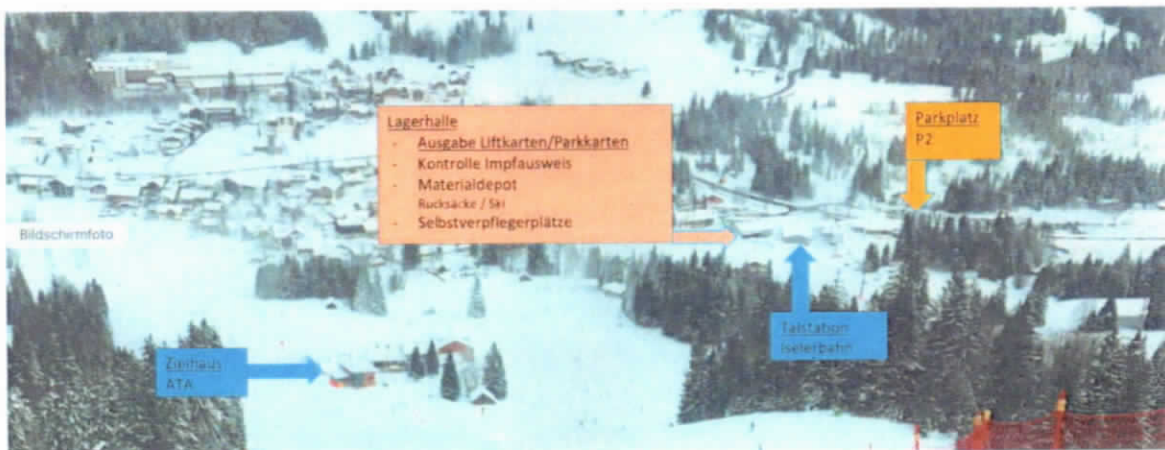 Lagerhalle
- Ausgabe Liftkarten/Parkkarten
- Kontrolle Impfausweis
- Materialdepot
Rucksäcke / Ski
- Selbstverpflegerplätze
Parkplatz
P2
Bildschirmfoto
Talstation
Iselerbahn
Zielhaus
ATA